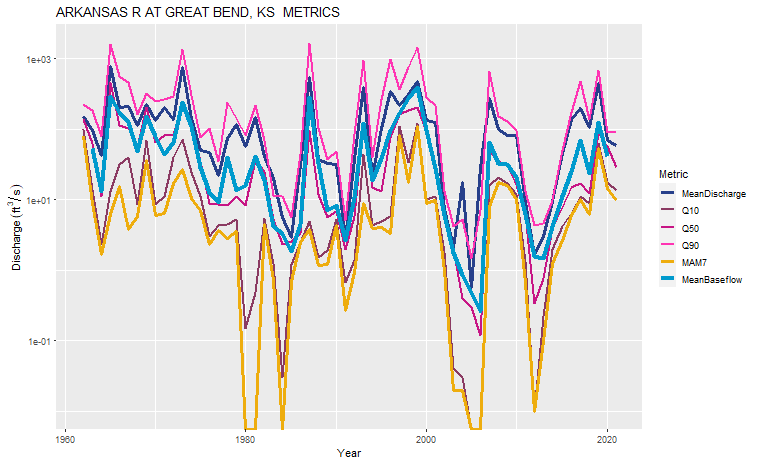 ARKANSAS R AT GREAT BEND, KS  METRICS
1e+03
1e+01
1e-01
Discharge (ft³/s)
1960
1980
2000
2020
Year
Metric
MeanDischarge
Q10
Q50
Q90
MAM7
MeanBaseflow